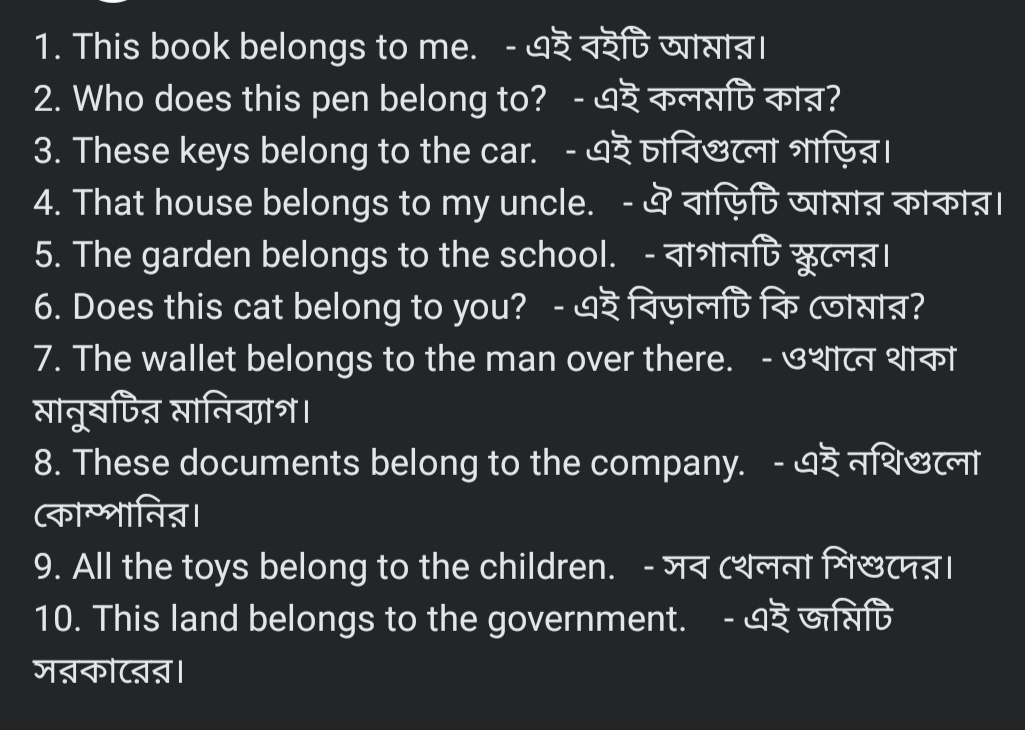 1. This book belongs to me. - এই বইটি আমার।
2. Who does this pen belong to? - এই কলমটি কার?
3. These keys belong to the car. - এই চাবিগুলো গাড়ির।
4. That house belongs to my uncle. - ঐ বাড়িটি আমার কাকার।
5. The garden belongs to the school. - বাগানটি স্কুলের।
6. Does this cat belong to you? - এই বিড়ালটি কি তোমার?
7. The wallet belongs to the man over there. - ওখানে থাকা
মানুষটির মানিব্যাগ।
8. These documents belong to the company. - এই নথিগুলো
কোম্পানির।
9. All the toys belong to the children. - সব খেলনা শিশুদের।
10. This land belongs to the government. - এই জমিটি
সরকারের।